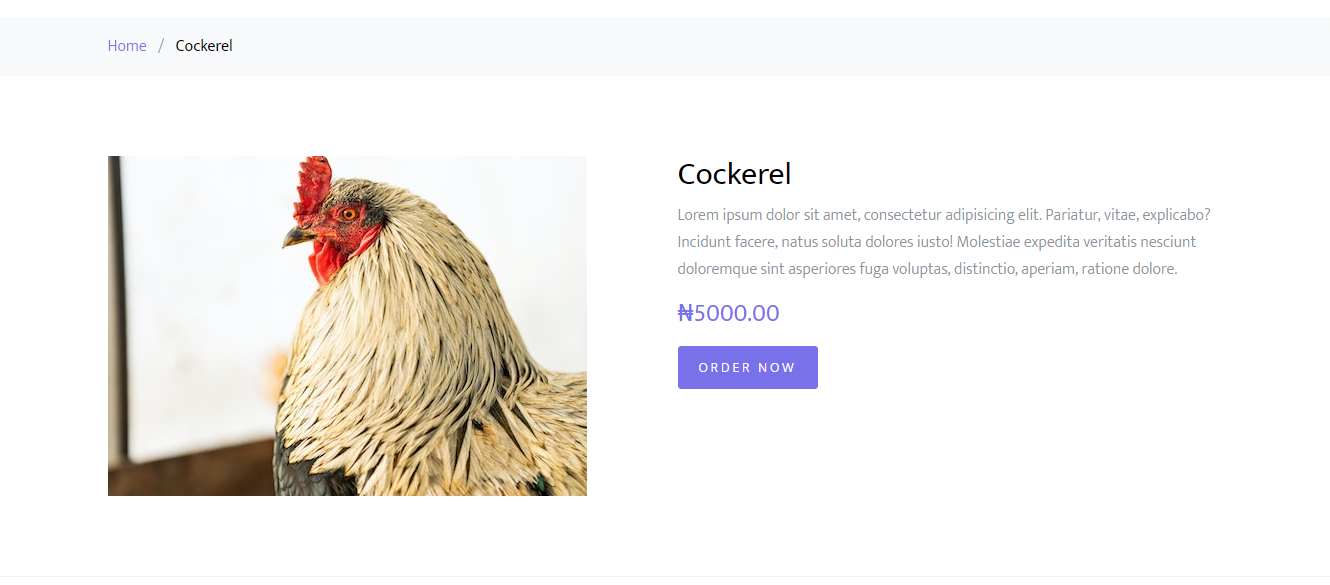 Home / Cockerel
Cockerel
Lorem ipsum dolor sit amet, consectetur adipisicing elit. Pariatur, vitae, explicabo?
Incidunt facere, natus soluta dolores iusto! Molestiae expedita veritatis nesciunt
doloremque sint asperiores fuga voluptas, distinctio, aperiam, ratione dolore.
₦5000.00
ORDER NOW